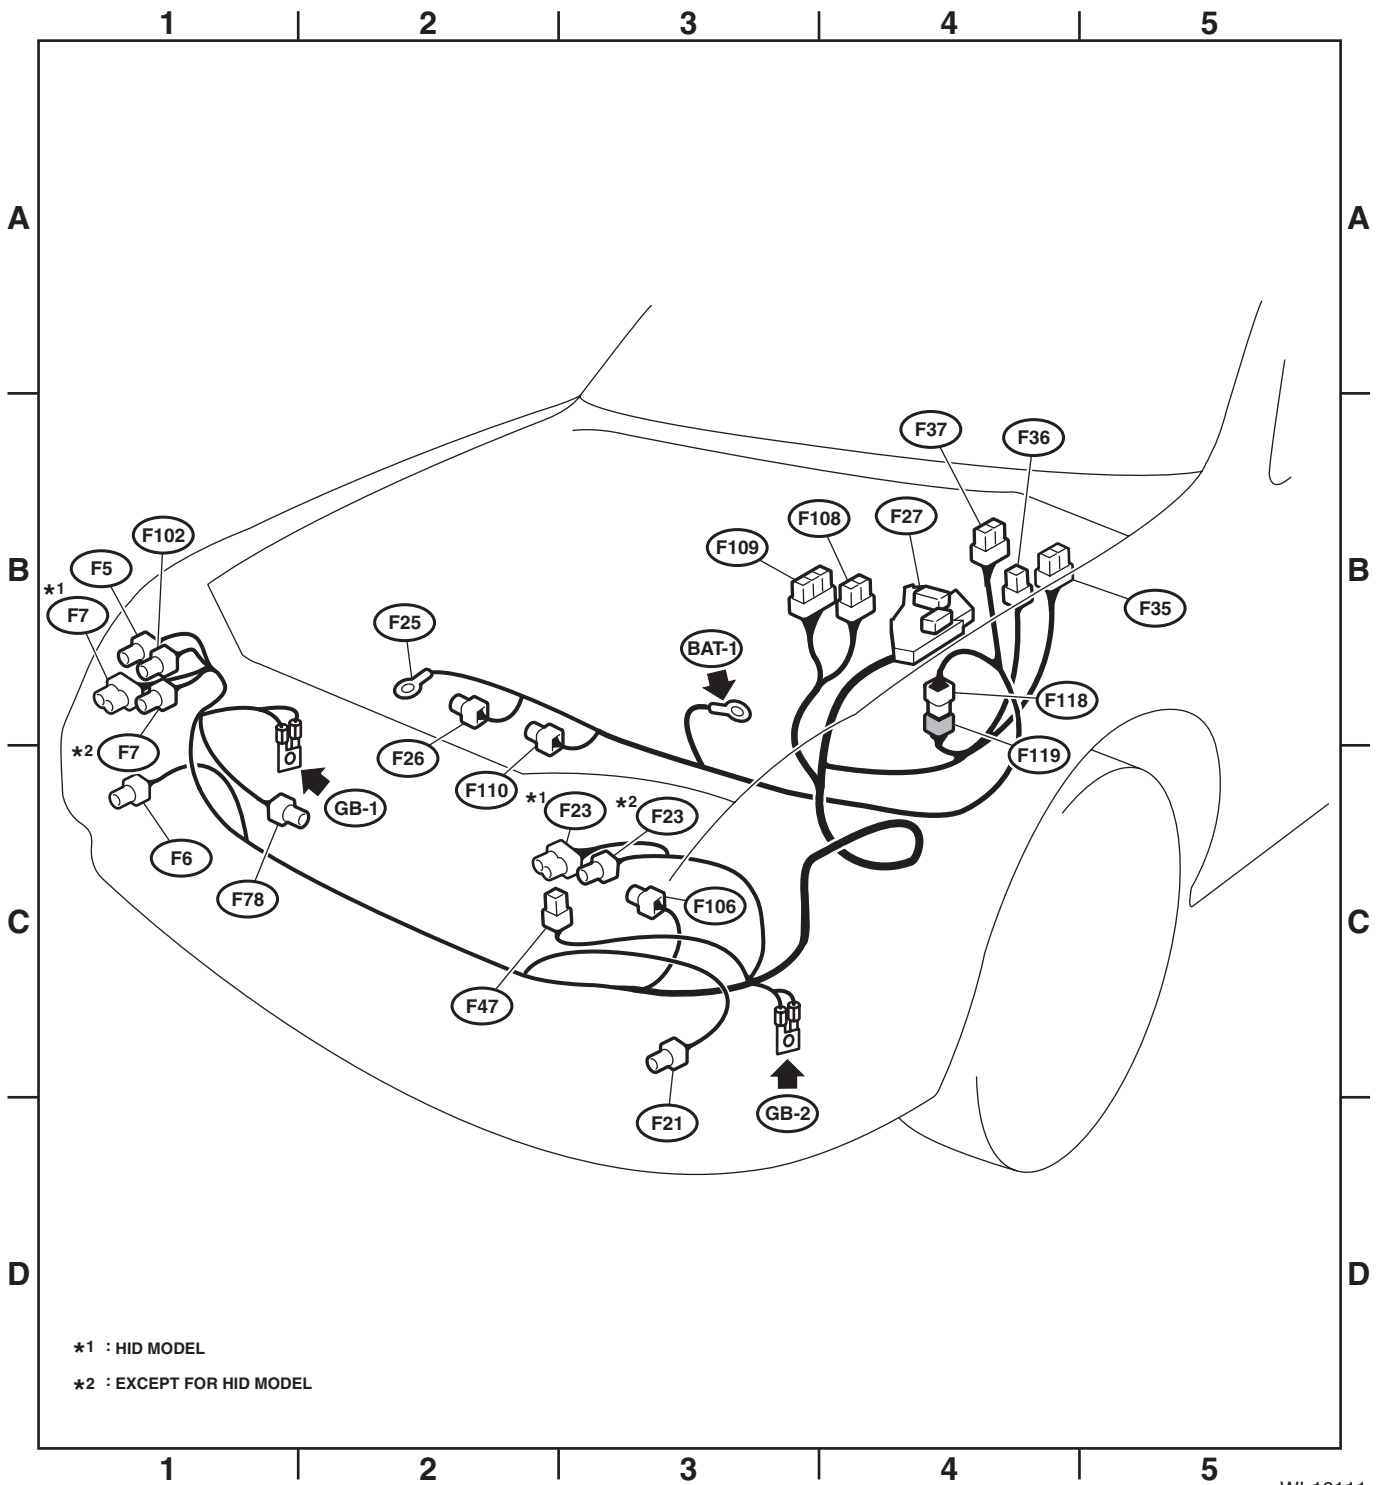 1 2 3 4 5
A A
F37
F36
F108
F27
F102
F109
B B
F5
*1
F7
F35
F25
BAT-1
F118
*2 F7
F26
F119
F110
*1 F23
*2 F23
GB-1
F6
F78
F106
C C
F47
F21
GB-2
D D
*1 : HID MODEL
*2 : EXCEPT FOR HID MODEL
1 2 3 4 5